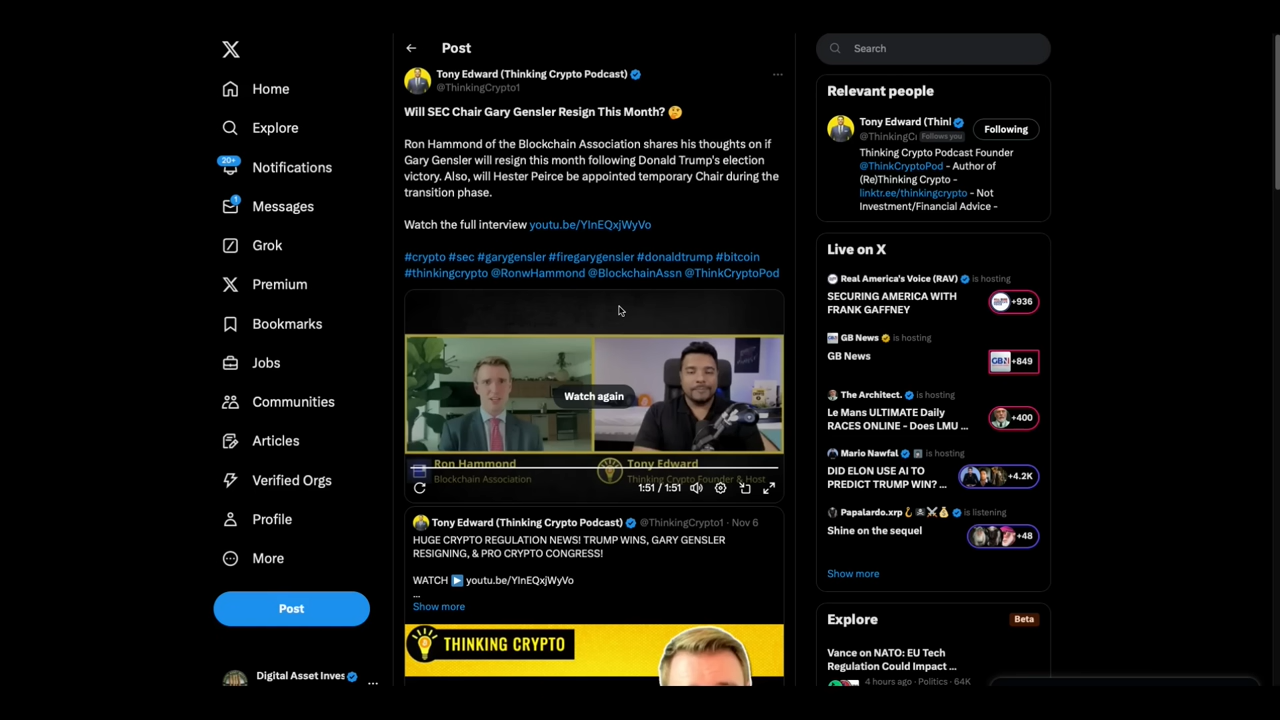 Home
Explore
20+
Notifications
1
Messages
Grok
Premium
Bookmarks
Jobs
Communities
Articles
Verified Orgs
Profile
More
Post
Digital Asset Inves
Post
Tony Edward (Thinking Crypto Podcast)
@ThinkingCrypto1
Will SEC Chair Gary Gensler Resign This Month? 🤔
Ron Hammond of the Blockchain Association shares his thoughts on if
Gary Gensler will resign this month following Donald Trump's election
victory. Also, will Hester Peirce be appointed temporary Chair during the
transition phase.
Watch the full interview youtu.be/YInEQxjWyVo
#crypto #sec #garygensler #firegarygensler #donaldtrump #bitcoin
#thinkingcrypto @RonwHammond @BlockchainAssn @ThinkCryptoPod
Watch again
Ron Hammond
Blockchain Association
Tony Edward
Thinking Crypto Founder & Host
1:51 / 1:51
Tony Edward (Thinking Crypto Podcast) @ThinkingCrypto1 · Nov 6
HUGE CRYPTO REGULATION NEWS! TRUMP WINS, GARY GENSLER
RESIGNING, & PRO CRYPTO CONGRESS!
WATCH ▶️ youtu.be/YInEQxjWyVo
...
Show more
THINKING CRYPTO
Search
Relevant people
Tony Edward (Thinl
@ThinkingCr Follows you
Following
Thinking Crypto Podcast Founder
@ThinkCryptoPod - Author of
(Re)Thinking Crypto -
linktr.ee/thinkingcrypto - Not
Investment/Financial Advice -
Live on X
Real America's Voice (RAV) is hosting
SECURING AMERICA WITH
FRANK GAFFNEY
+936
GB News is hosting
GB News
+849
The Architect. is hosting
Le Mans ULTIMATE Daily
RACES ONLINE - Does LMU ...
+400
Mario Nawfal is hosting
DID ELON USE AI TO
PREDICT TRUMP WIN? ...
+4.2K
Papalardo.xrp is listening
Shine on the sequel
+48
Show more
Explore
Beta
Vance on NATO: EU Tech
Regulation Could Impact ...
4 hours ago · Politics · 64K